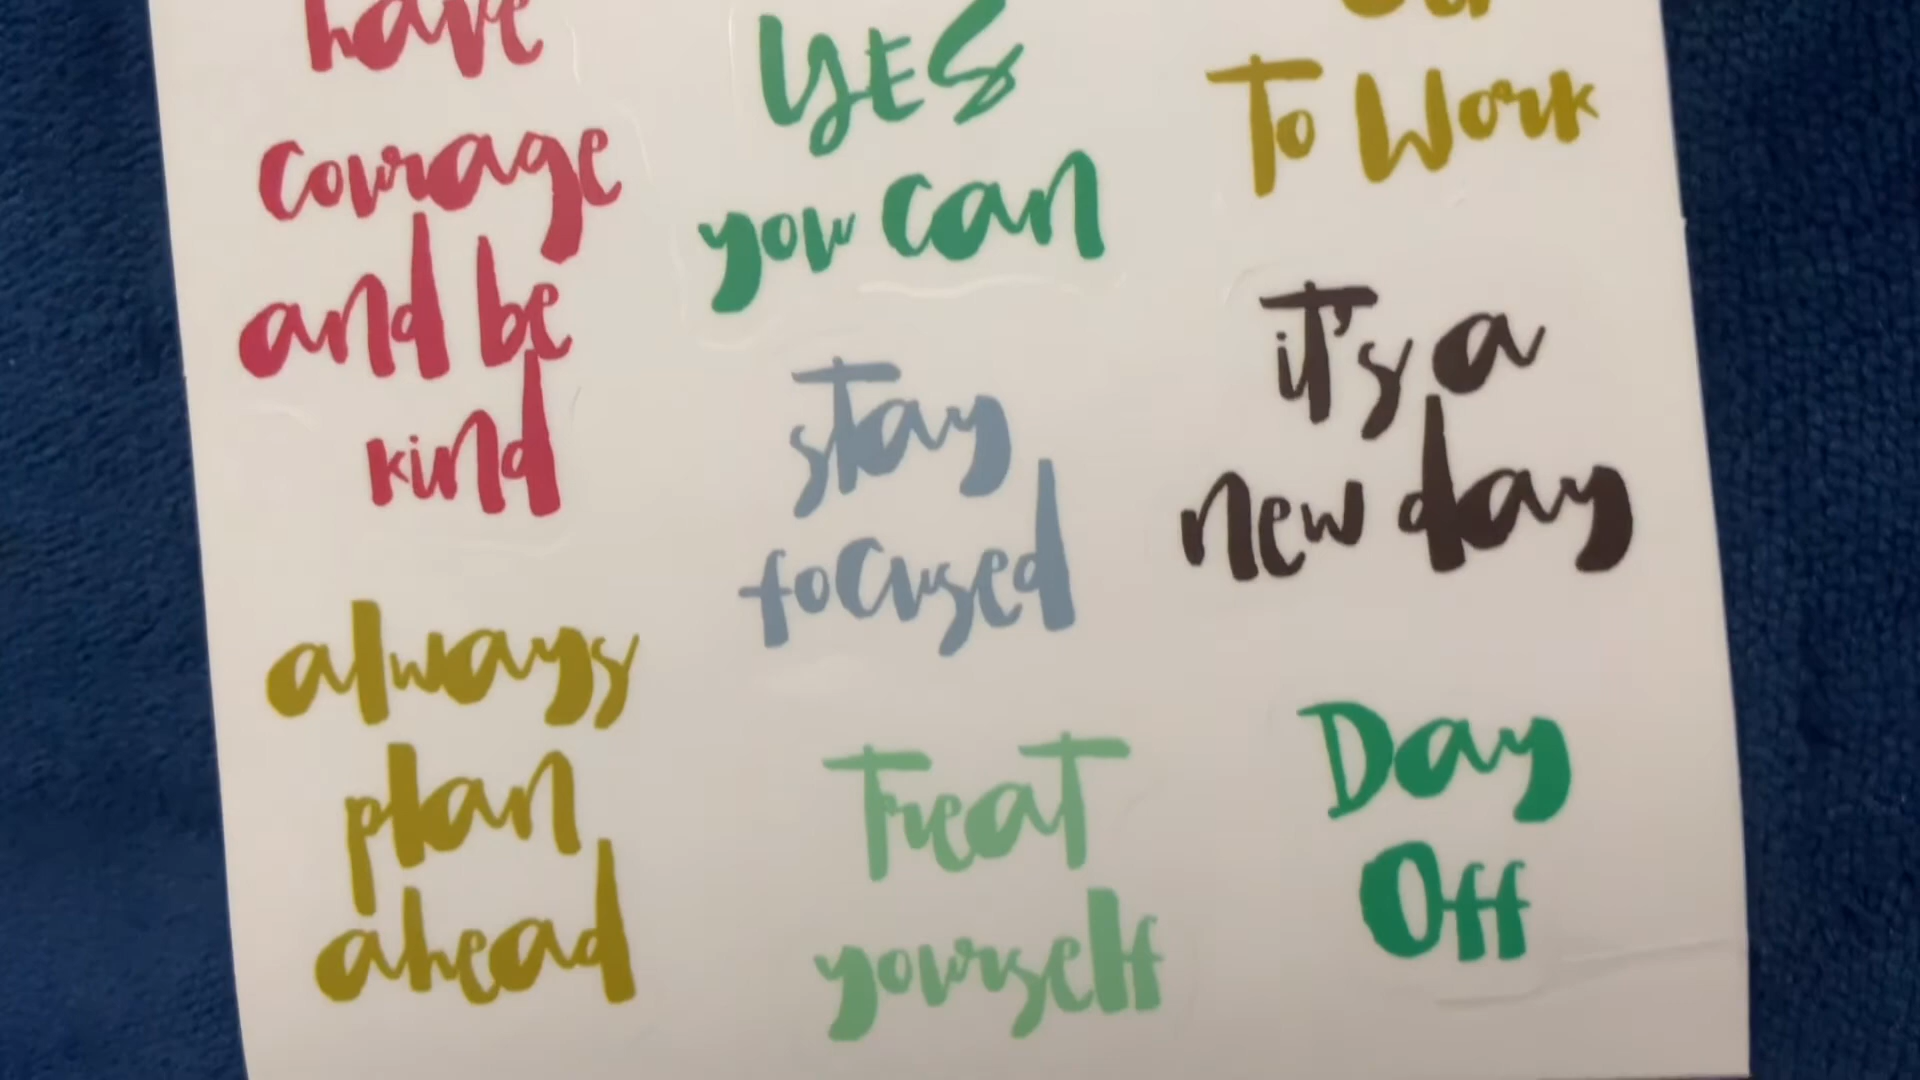 have
courage
and be
kind
always
plan
ahead
YES
you can
stay
focused
Treat
yourself
To Work
it's a
new day
Day
Off